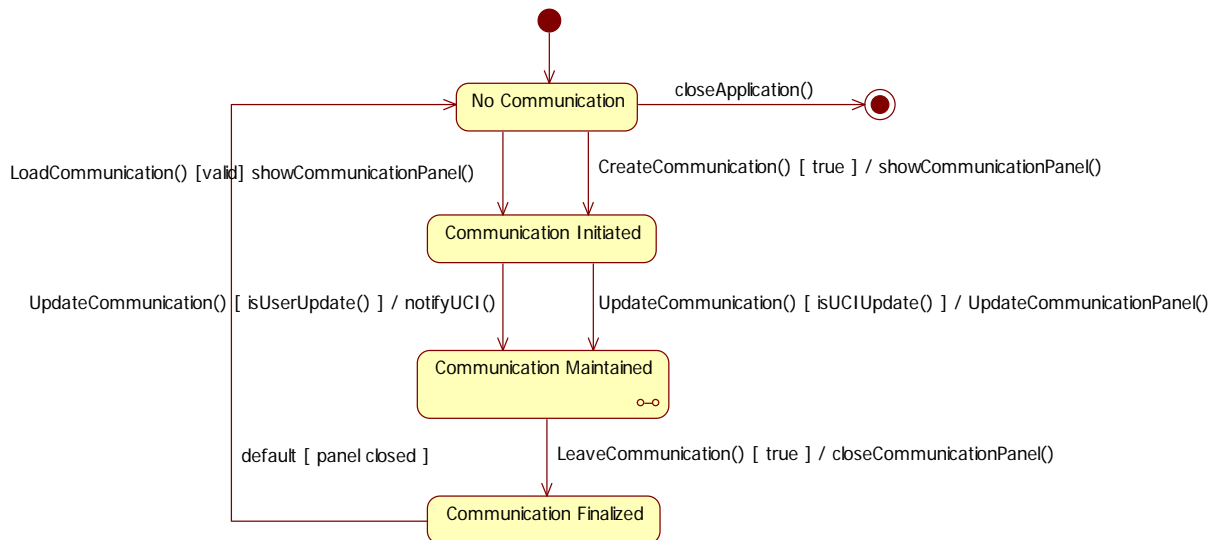 No Communication
closeApplication()
LoadCommunication() [valid] showCommunicationPanel()
CreateCommunication() [ true ] / showCommunicationPanel()
Communication Initiated
UpdateCommunication() [ isUserUpdate() ] / notifyUCI()
UpdateCommunication() [ isUCIUpdate() ] / UpdateCommunicationPanel()
Communication Maintained
default [ panel closed ]
LeaveCommunication() [ true ] / closeCommunicationPanel()
Communication Finalized